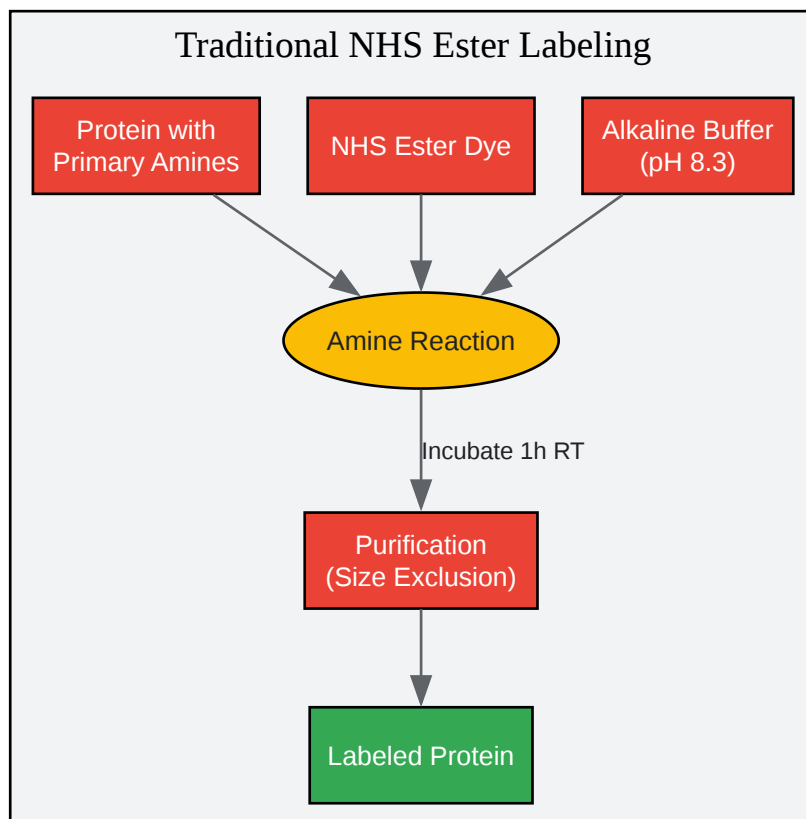 Traditional NHS Ester Labeling
Protein with
Primary Amines
NHS Ester Dye
Alkaline Buffer
(pH 8.3)
Amine Reaction
Incubate 1h RT
Purification
(Size Exclusion)
Labeled Protein